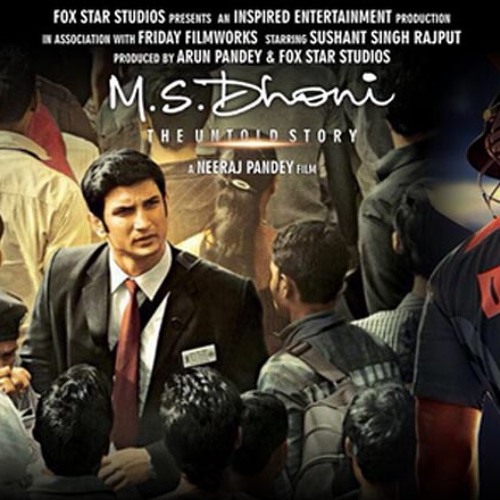 FOX STAR STUDIOS PRESENTS AN INSPIRED ENTERTAINMENT PRODUCTION
IN ASSOCIATION WITH FRIDAY FILMWORKS STARRING SUSHANT SINGH RAJPUT
PRODUCED BY ARUN PANDEY & FOX STAR STUDIOS
M.S.Dhoni
THE UNTOLD STORY
A NEERAJ PANDEY FILM